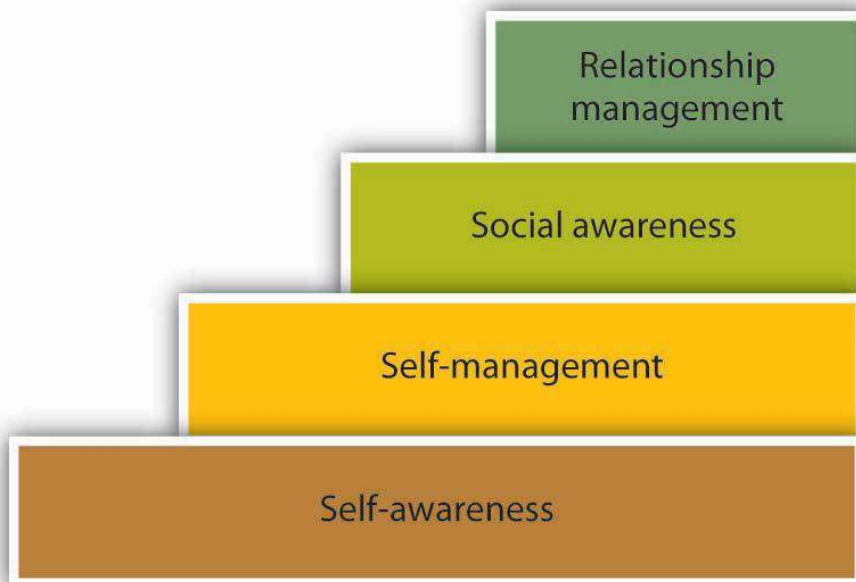 Relationship
management
Social awareness
Self-management
Self-awareness